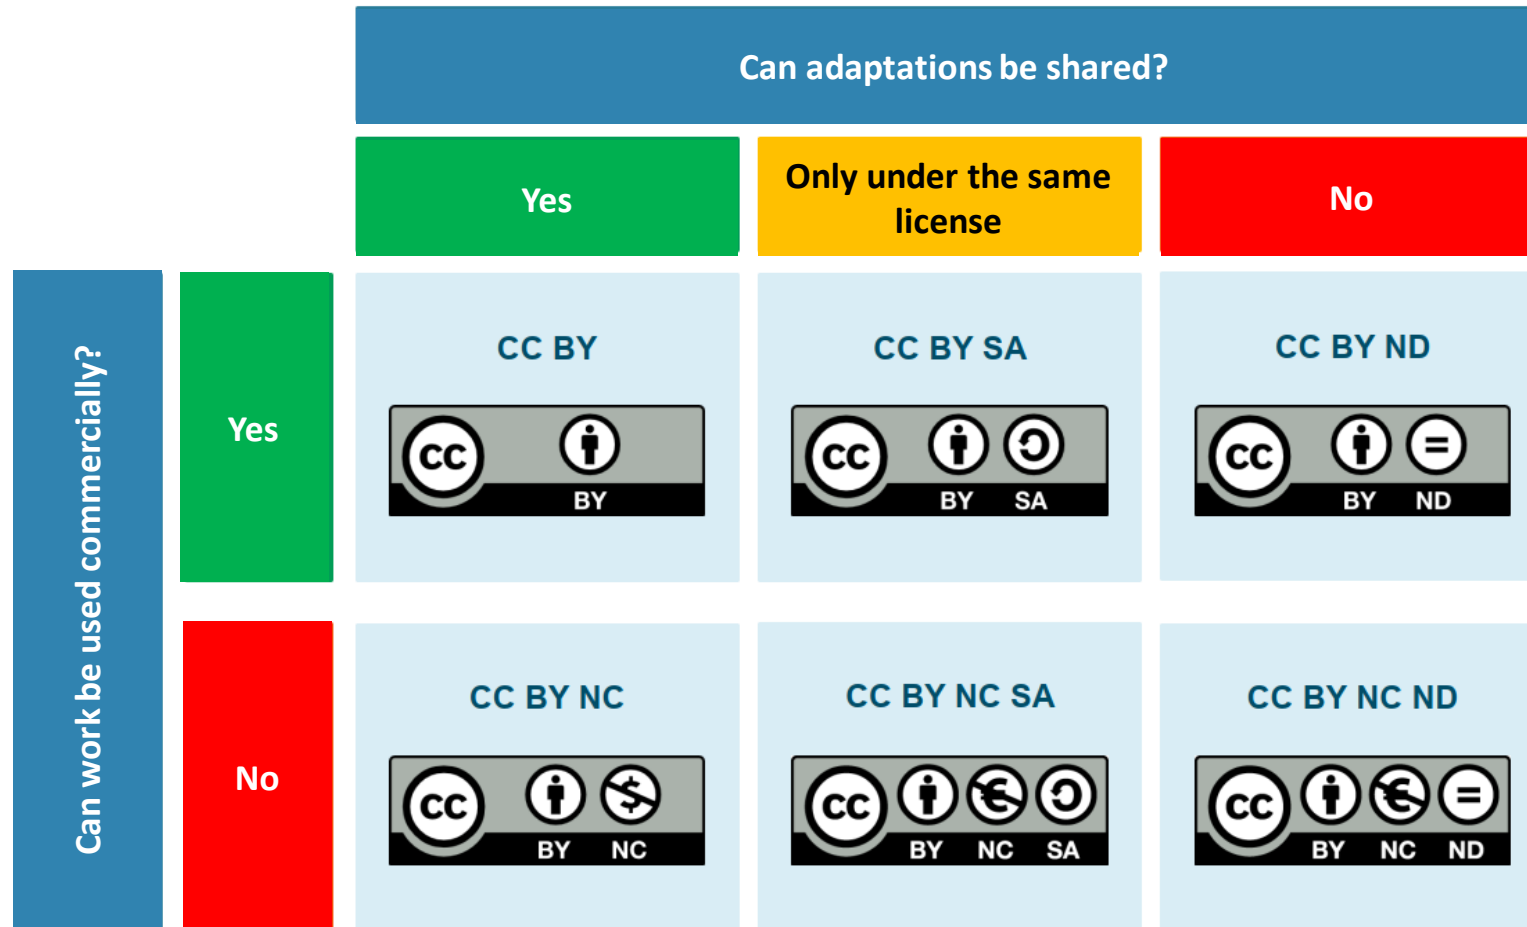 Can adaptations be shared?
Yes
Only under the same
license
No
Can work be used commercially?
Yes
CC BY
CC BY SA
CC BY ND
CC
BY
CC
BY SA
CC
=
BY ND
No
CC BY NC
CC BY NC SA
CC BY NC ND
CC
$
BY NC
CC
€
BY NC SA
CC
€ =
BY NC ND